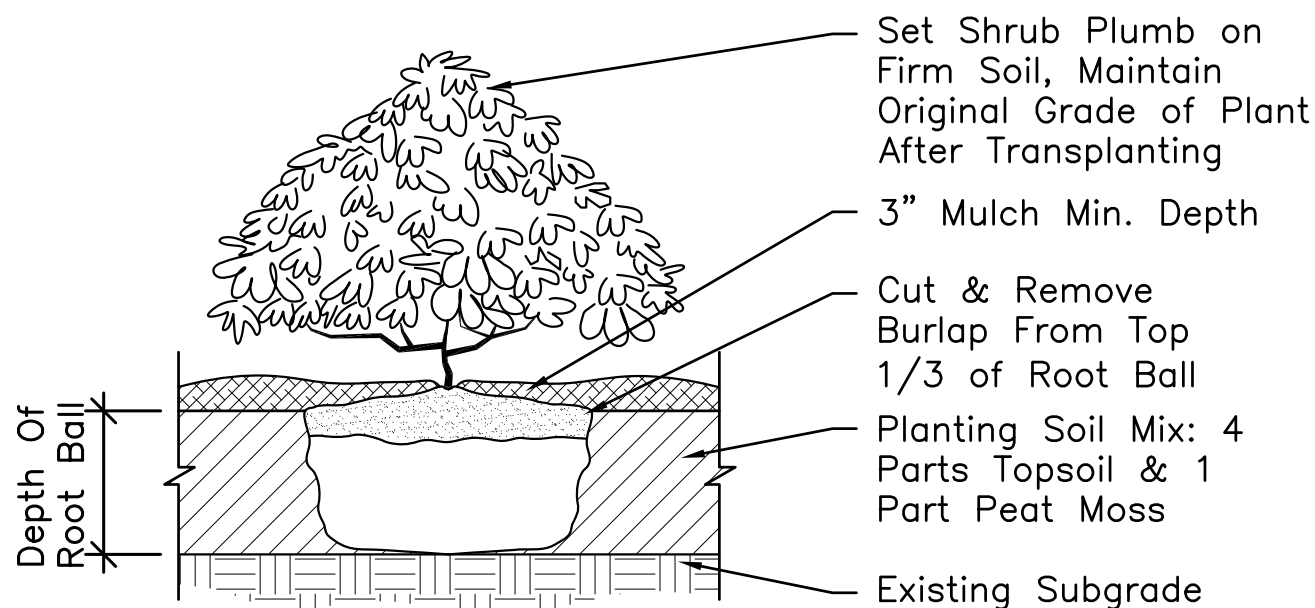 Set Shrub Plumb on
Firm Soil, Maintain
Original Grade of Plant
After Transplanting
3” Mulch Min. Depth
Cut & Remove
Burlap From Top
1/3 of Root Ball
Planting Soil Mix: 4
Parts Topsoil & 1
Part Peat Moss
Existing Subgrade
Depth Of
Root Ball